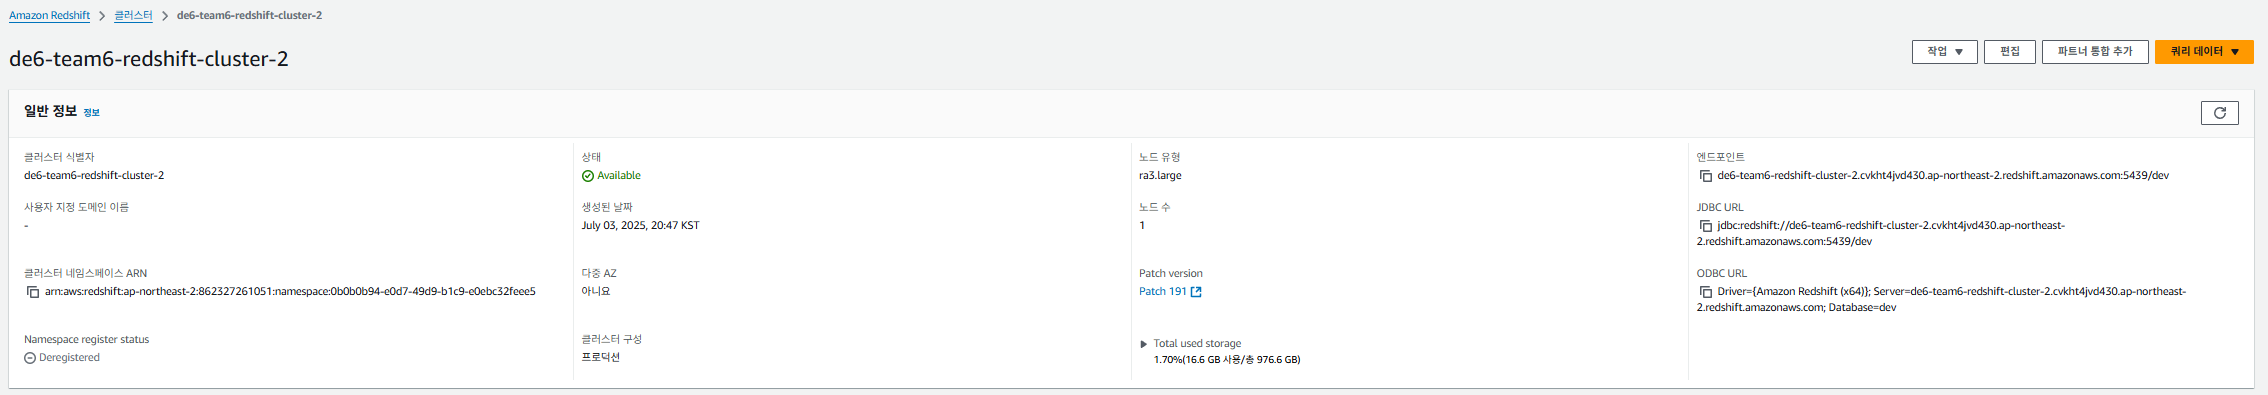 Amazon Redshift > 클러스터 > de6-team6-redshift-cluster-2
de6-team6-redshift-cluster-2
작업 편집 파트너 통합 추가 쿼리 데이터
일반 정보 정보
클러스터 식별자
de6-team6-redshift-cluster-2
사용자 지정 도메인 이름
-
클러스터 네임스페이스 ARN
arn:aws:redshift:ap-northeast-2:862327261051:namespace:0b0b0b94-e0d7-49d9-b1c9-e0ebc32feee5
Namespace register status
Deregistered
상태
Available
생성된 날짜
July 03, 2025, 20:47 KST
다중 AZ
아니요
클러스터 구성
프로덕션
노드 유형
ra3.large
노드 수
1
Patch version
Patch 191
Total used storage
1.70%(16.6 GB 사용/총 976.6 GB)
엔드포인트
de6-team6-redshift-cluster-2.cvkht4jvd430.ap-northeast-2.redshift.amazonaws.com:5439/dev
JDBC URL
jdbc:redshift://de6-team6-redshift-cluster-2.cvkht4jvd430.ap-northeast-
2.redshift.amazonaws.com:5439/dev
ODBC URL
Driver={Amazon Redshift (x64)}; Server=de6-team6-redshift-cluster-2.cvkht4jvd430.ap-northeast-
2.redshift.amazonaws.com; Database=dev